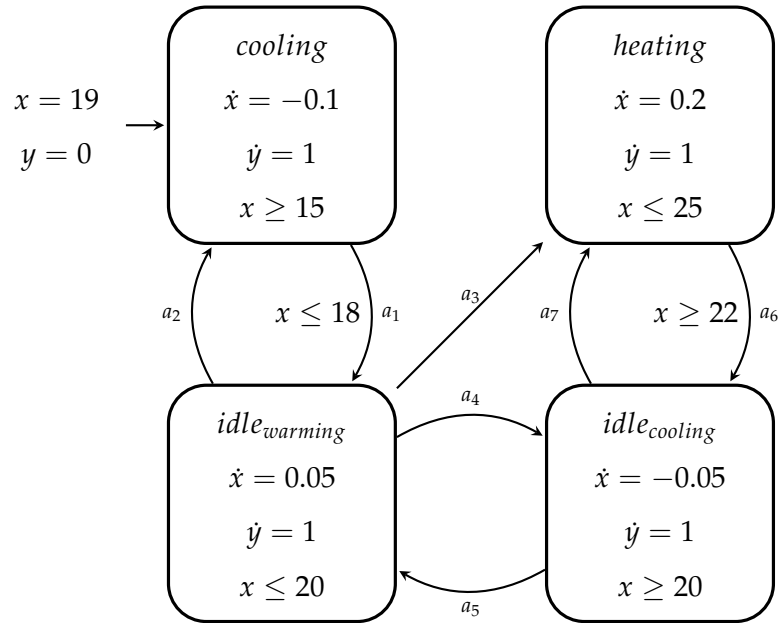 x = 19
y = 0
cooling
ẋ = −0.1
ẏ = 1
x ≥ 15
heating
ẋ = 0.2
ẏ = 1
x ≤ 25
a₂
x ≤ 18
a₁
a₃
a₇
x ≥ 22
a₆
idle_warming
ẋ = 0.05
ẏ = 1
x ≤ 20
a₄
a₅
idle_cooling
ẋ = −0.05
ẏ = 1
x ≥ 20